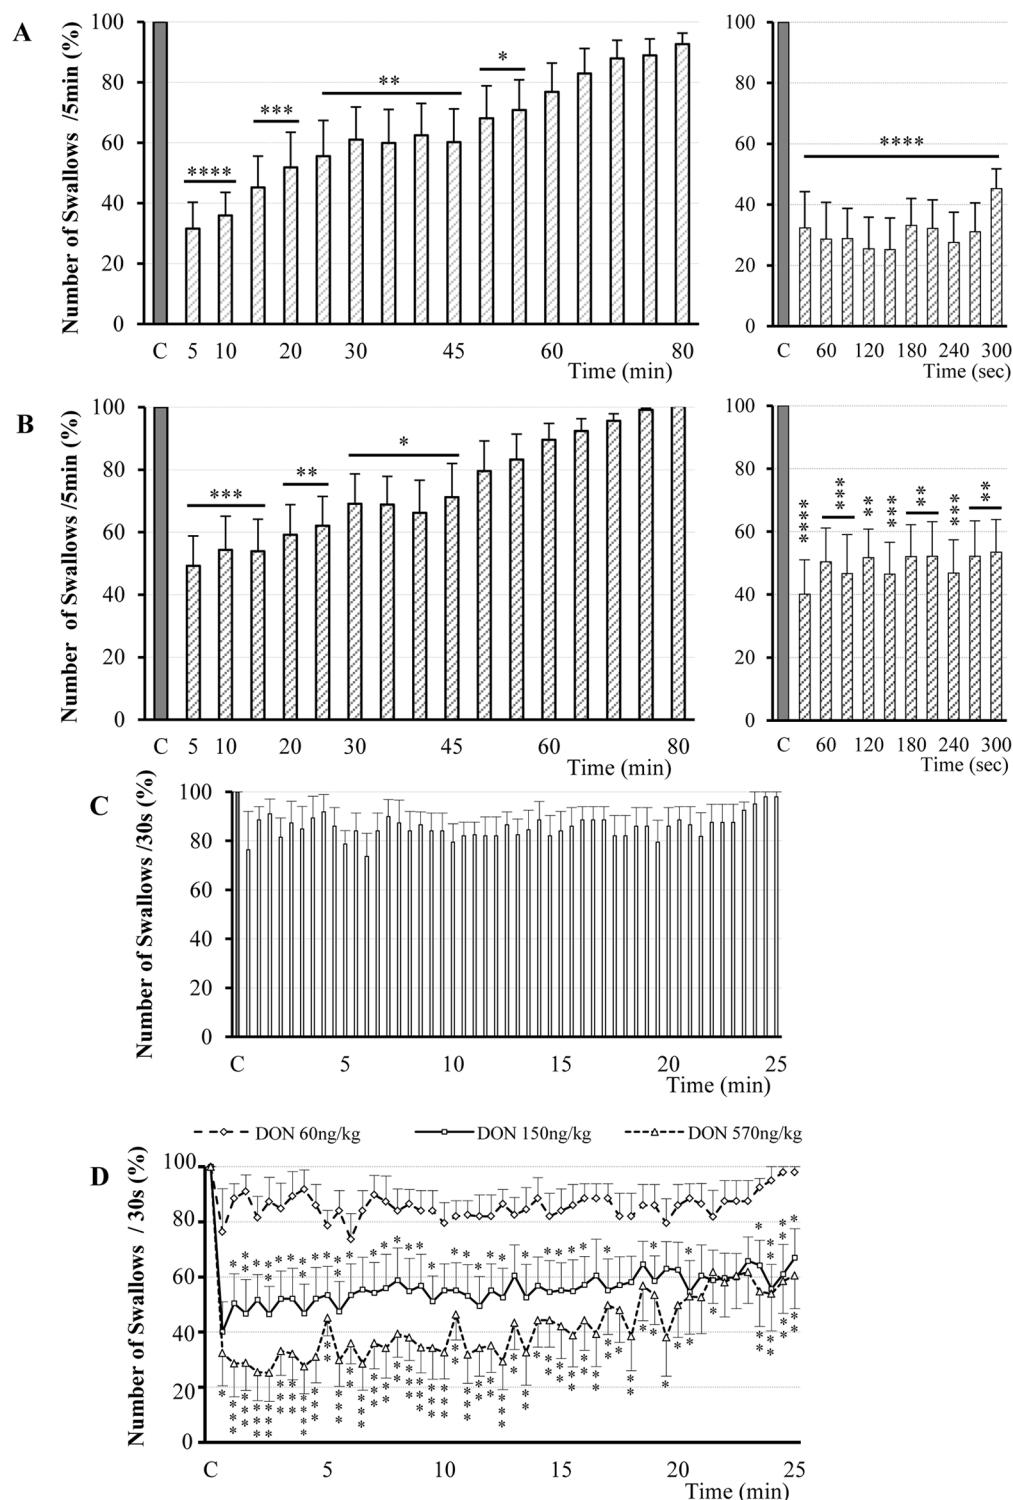 A
Number of Swallows /5min (%)
100
80
60
40
20
0
****
***
**
*
C 5 10 20 30 45 60 80
Time (min)
100
80
60
40
20
0
****
C 60 120 180 240 300
Time (sec)
B
Number of Swallows /5min (%)
100
80
60
40
20
0
***
**
*
C 5 10 20 30 45 60 80
Time (min)
100
80
60
40
20
0
**** *** ** *** ** *** **
C 60 120 180 240 300
Time (sec)
C
Number of Swallows /30s (%)
100
80
60
40
20
0
C 5 10 15 20 25
Time (min)
DON 60ng/kg DON 150ng/kg DON 570ng/kg
D
Number of Swallows / 30s (%)
100
80
60
40
20
0
C 5 10 15 20 25
Time (min)